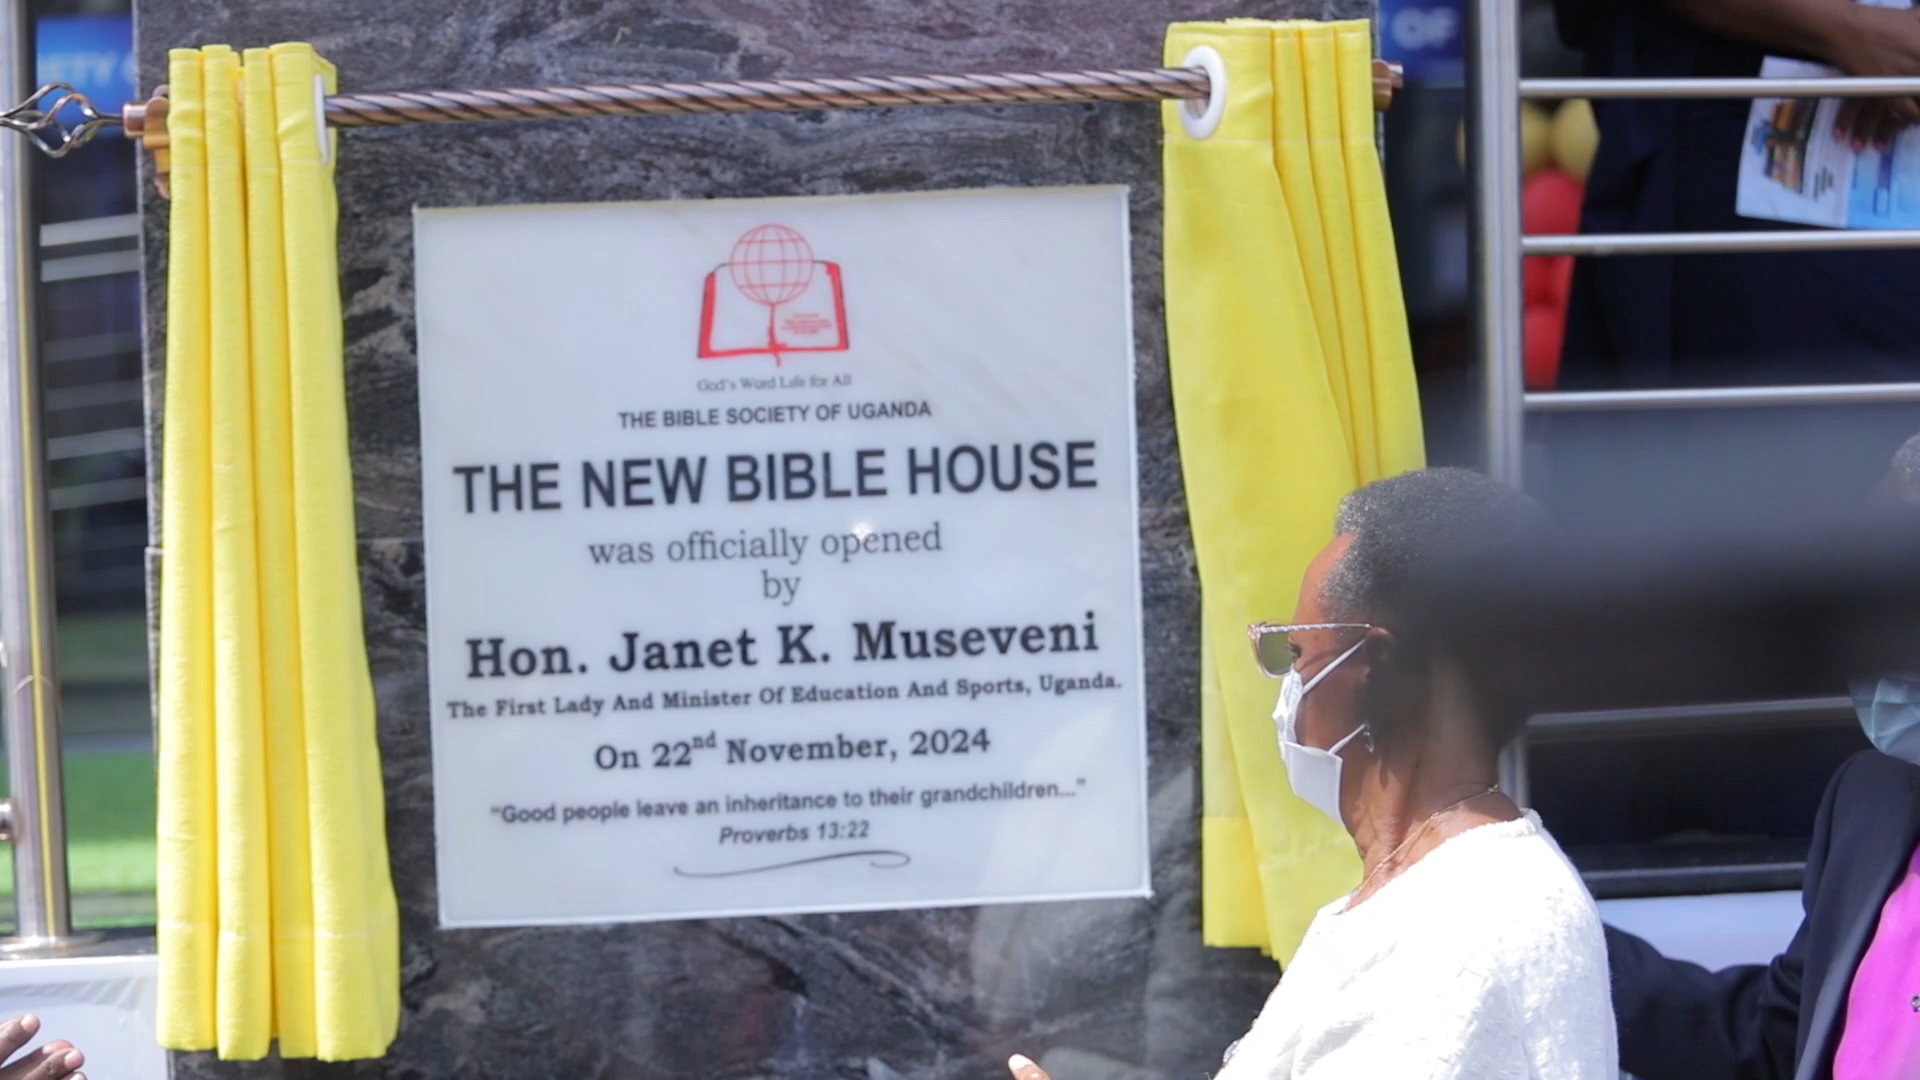 ETY
OF
God's Word Life for All
THE BIBLE SOCIETY OF UGANDA
THE NEW BIBLE HOUSE
was officially opened
by
Hon. Janet K. Museveni
The First Lady And Minister Of Education And Sports, Uganda.
On 22nd November, 2024
"Good people leave an inheritance to their grandchildren..."
Proverbs 13:22